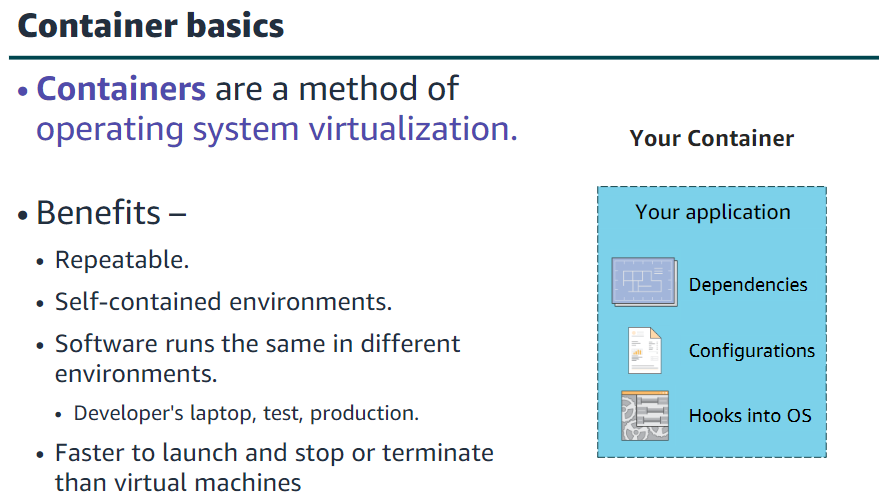 Container basics
• Containers are a method of
operating system virtualization.
• Benefits –
• Repeatable.
• Self-contained environments.
• Software runs the same in different
environments.
• Developer's laptop, test, production.
• Faster to launch and stop or terminate
than virtual machines
Your Container
Your application
Dependencies
Configurations
Hooks into OS